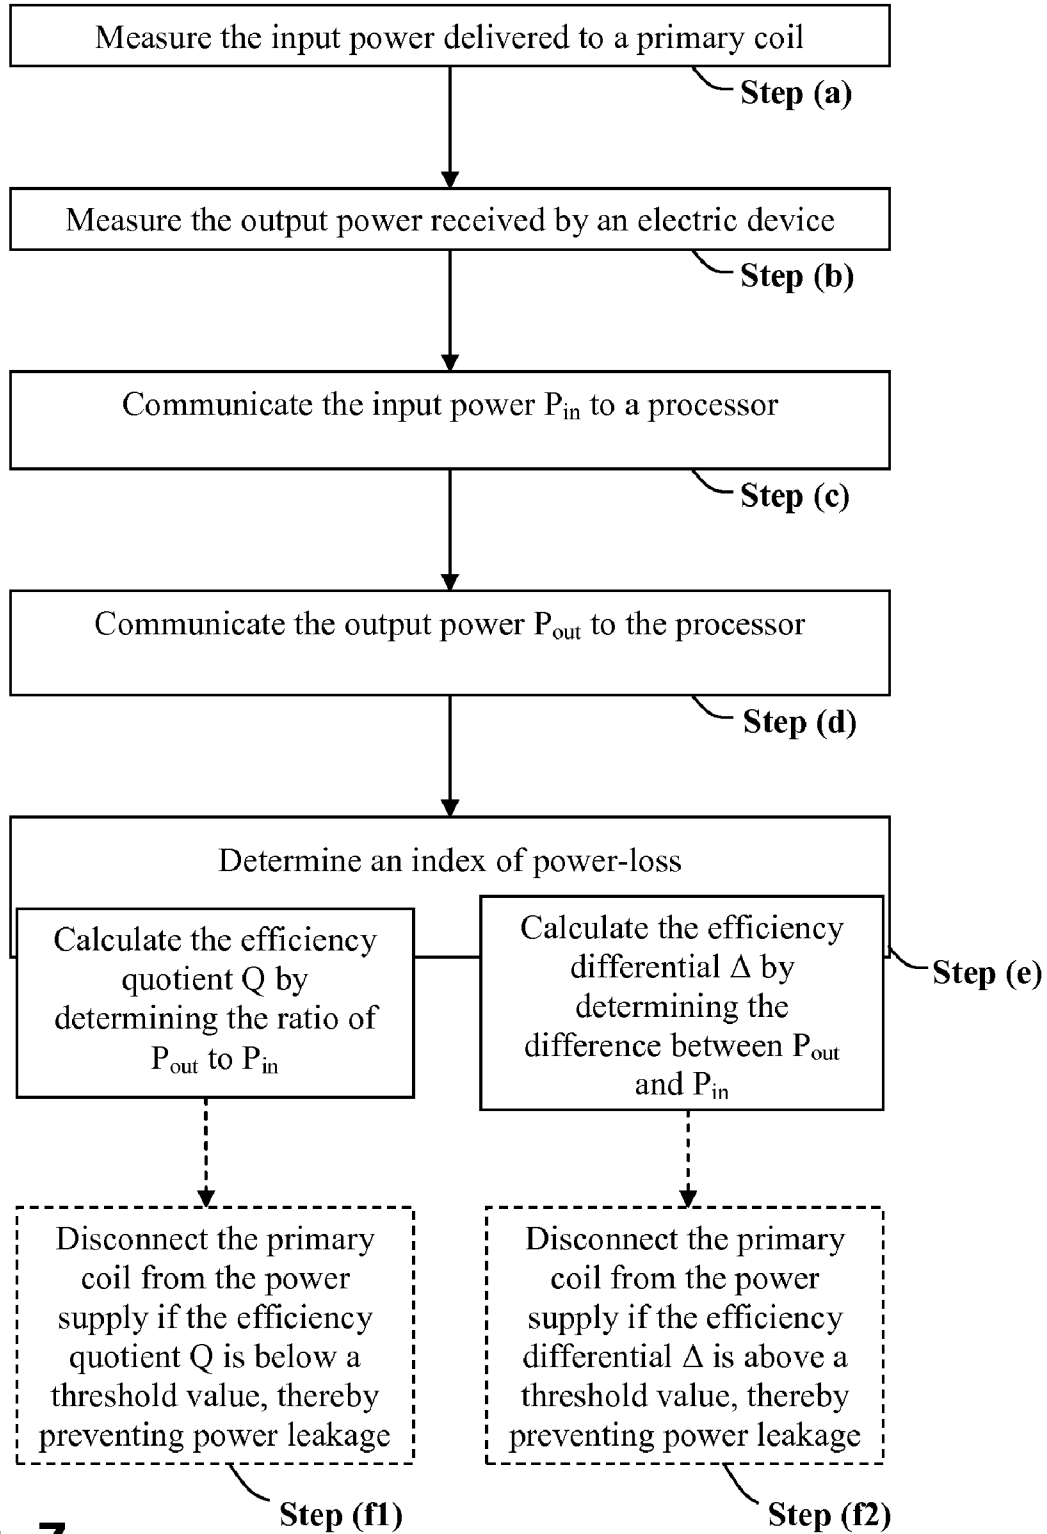 Measure the input power delivered to a primary coil
Step (a)
Measure the output power received by an electric device
Step (b)
Communicate the input power Pin to a processor
Step (c)
Communicate the output power Pout to the processor
Step (d)
Determine an index of power-loss
Calculate the efficiency
quotient Q by
determining the ratio of
Pout to Pin
Calculate the efficiency
differential Δ by
determining the
difference between Pout
and Pin
Step (e)
Disconnect the primary
coil from the power
supply if the efficiency
quotient Q is below a
threshold value, thereby
preventing power leakage
Step (f1)
Disconnect the primary
coil from the power
supply if the efficiency
differential Δ is above a
threshold value, thereby
preventing power leakage
Step (f2)